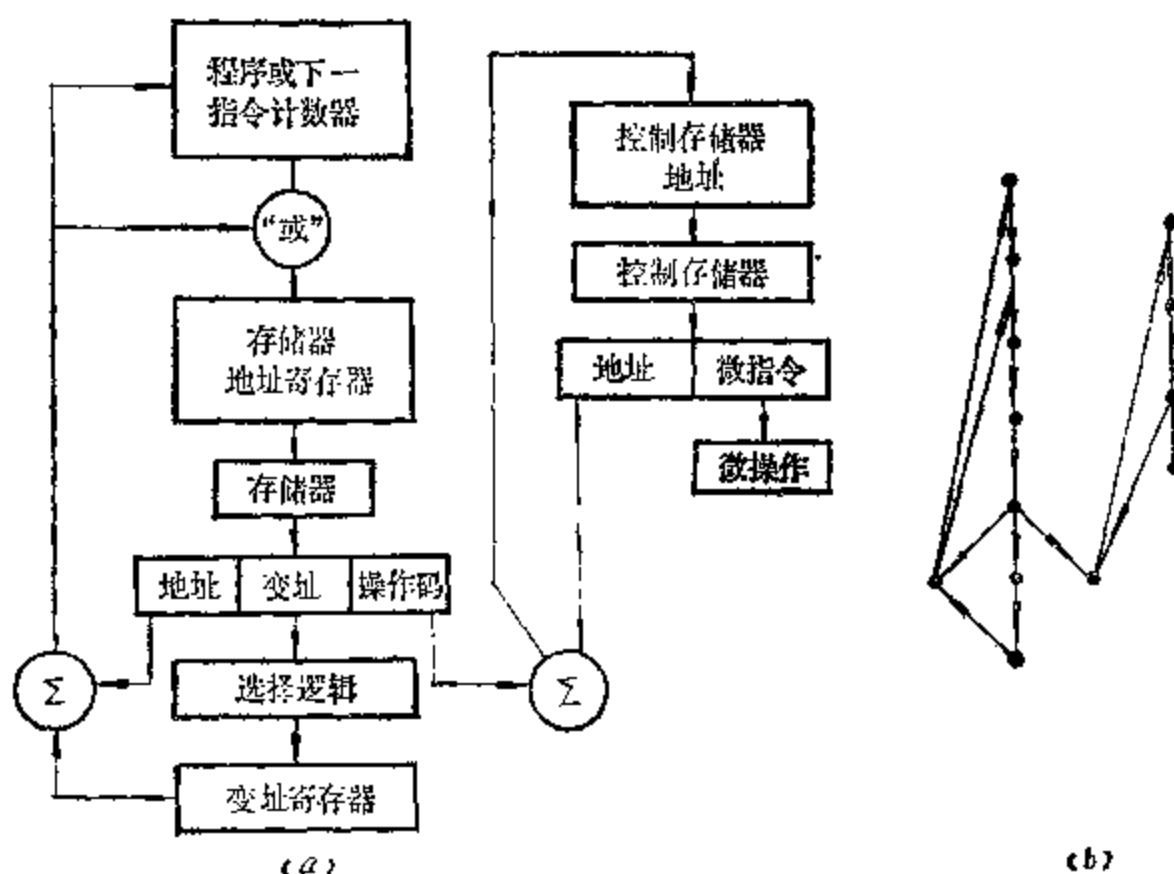 程序或下一
指令计数器
“或”
存储器
地址寄存器
存储器
地址 变址 操作码
Σ
选择逻辑
变址寄存器
(a)
控制存储器
地址
控制存储器
地址 微指令
微操作
Σ
(b)